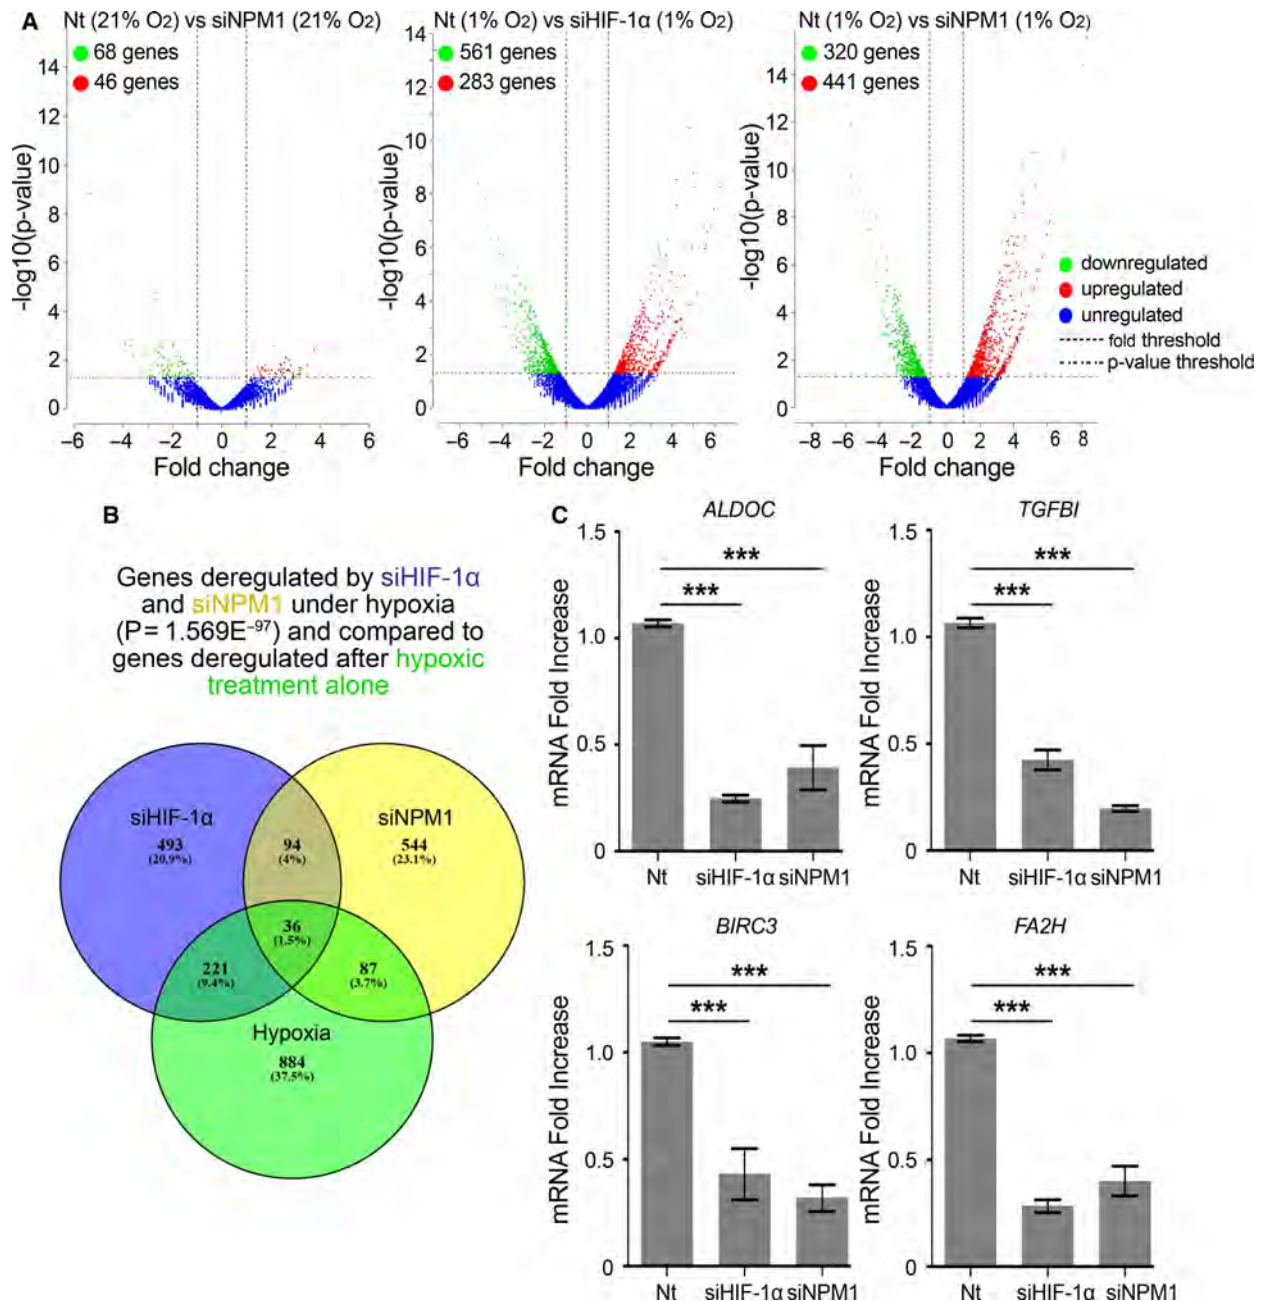 A
Nt (21% O2) vs siNPM1 (21% O2)
68 genes
46 genes
14
12
10
8
6
4
2
0
-log10(p-value)
−6 −4 −2 0 2 4 6
Fold change
Nt (1% O2) vs siHIF-1α (1% O2)
561 genes
283 genes
14
12
10
8
6
4
2
0
-log10(p-value)
−6 −4 −2 0 2 4 6
Fold change
Nt (1% O2) vs siNPM1 (1% O2)
320 genes
441 genes
14
12
10
8
6
4
2
0
-log10(p-value)
−8 −6 −4 −2 0 2 4 6 8
Fold change
downregulated
upregulated
unregulated
fold threshold
p-value threshold
B
Genes deregulated by siHIF-1α
and siNPM1 under hypoxia
(P= 1.569E−97) and compared to
genes deregulated after hypoxic
treatment alone
siHIF-1α
493
(20.9%)
94
(4%)
siNPM1
544
(23.1%)
36
(1.5%)
221
(9.4%)
87
(3.7%)
Hypoxia
884
(37.5%)
C
ALDOC
1.5
1.0
0.5
0
mRNA Fold Increase
***
***
Nt siHIF-1α siNPM1
TGFBI
1.5
1.0
0.5
0
mRNA Fold Increase
***
***
Nt siHIF-1α siNPM1
BIRC3
1.5
1.0
0.5
0
mRNA Fold Increase
***
***
Nt siHIF-1α siNPM1
FA2H
1.5
1.0
0.5
0
mRNA Fold Increase
***
***
Nt siHIF-1α siNPM1